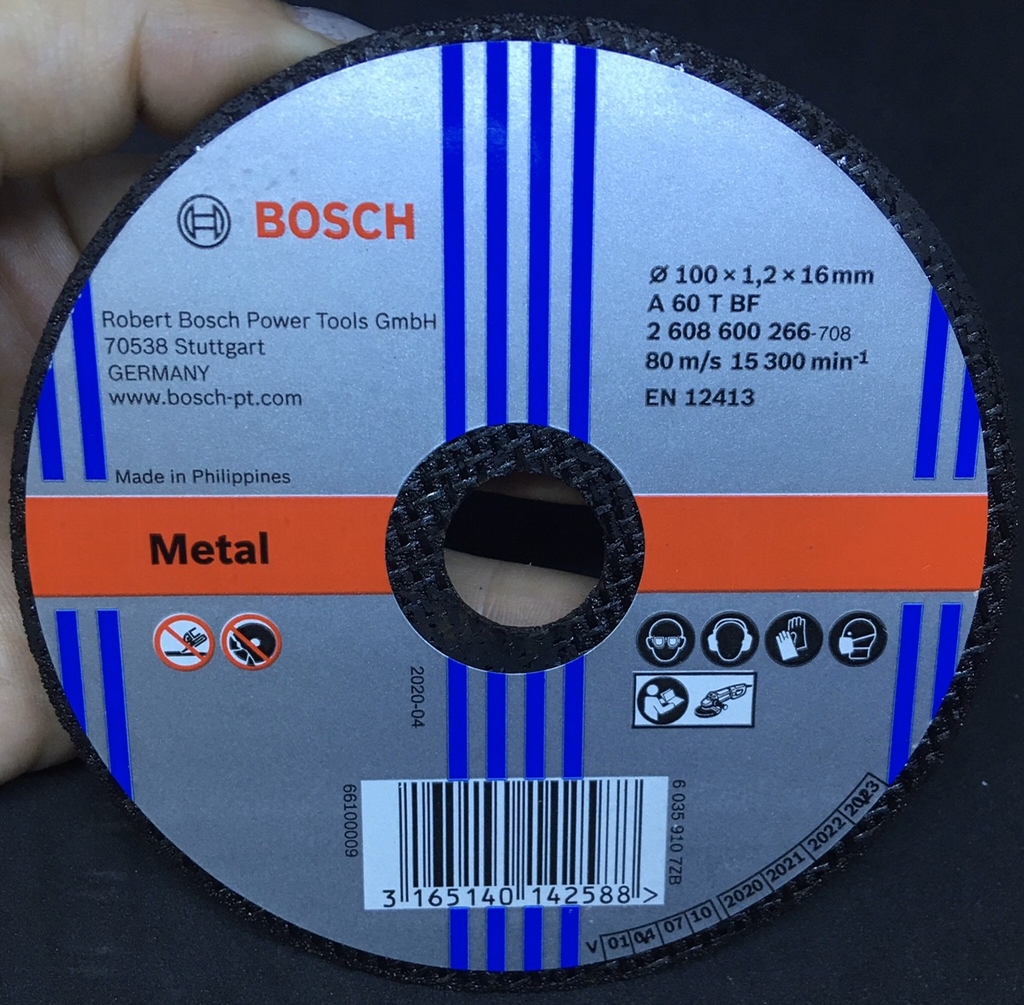 BOSCH
Robert Bosch Power Tools GmbH
70538 Stuttgart
GERMANY
www.bosch-pt.com
Made in Philippines
Ø 100 × 1,2 × 16 mm
A 60 T BF
2 608 600 266-708
80 m/s 15 300 min⁻¹
EN 12413
Metal
2020-04
66100009
3 165140 142588 >
6 035 910 7ZB
V 01 04 07 10 2020 2021 2022 2023